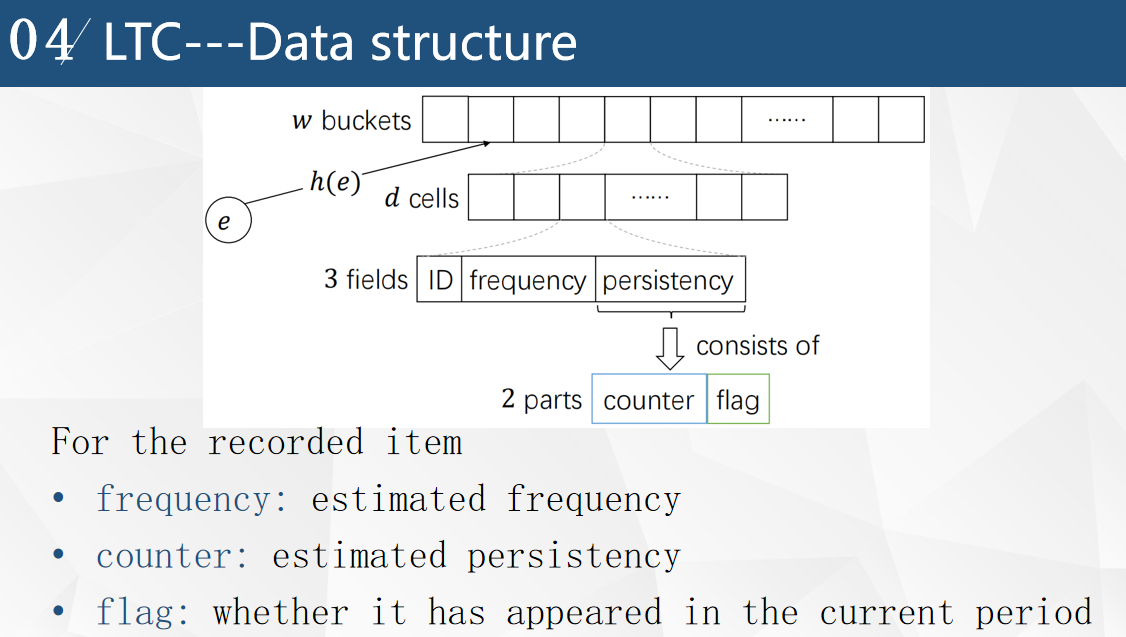 04/ LTC---Data structure
w buckets ......
h(e)
d cells ......
e
3 fields ID frequency persistency
consists of
2 parts counter flag
For the recorded item
• frequency: estimated frequency
• counter: estimated persistency
• flag: whether it has appeared in the current period